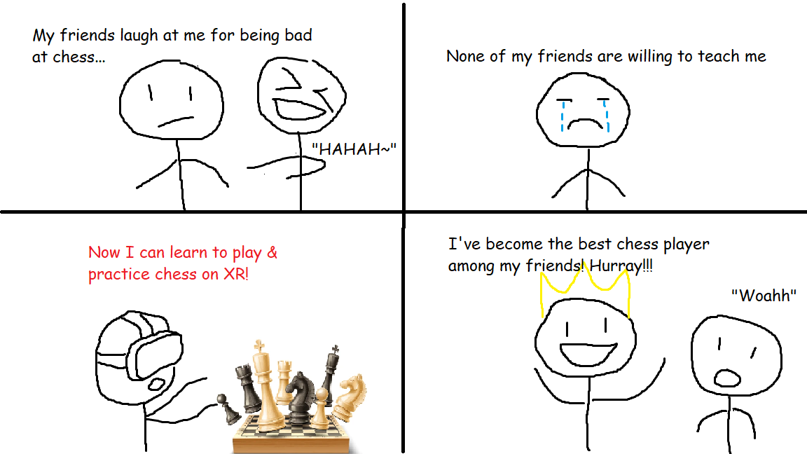 My friends laugh at me for being bad
at chess...
"HAHAH~"
None of my friends are willing to teach me
Now I can learn to play &
practice chess on XR!
I've become the best chess player
among my friends! Hurray!!!
"Woahh"